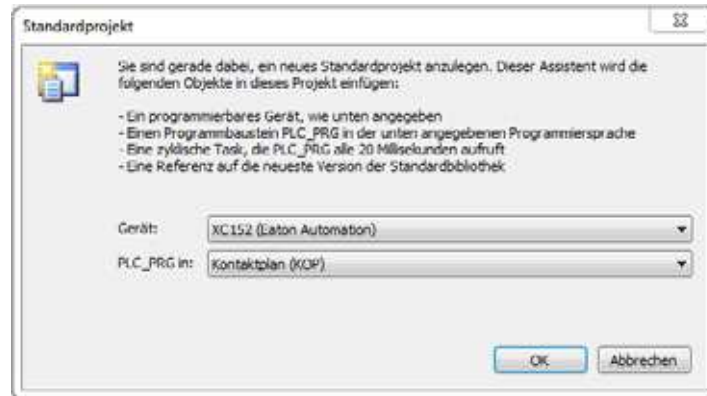 Standardprojekt
Sie sind gerade dabei, ein neues Standardprojekt anzulegen. Dieser Assistent wird die
folgenden Objekte in dieses Projekt einfügen:
- Ein programmierbares Gerät, wie unten angegeben
- Einen Programmbaustein PLC_PRG in der unten angegebenen Programmiersprache
- Eine zyklische Task, die PLC_PRG alle 20 Millisekunden aufruft
- Eine Referenz auf die neueste Version der Standardbibliothek
Gerät: XC152 (Eaton Automation)
PLC_PRG in: Kontaktplan (KOP)
OK Abbrechen